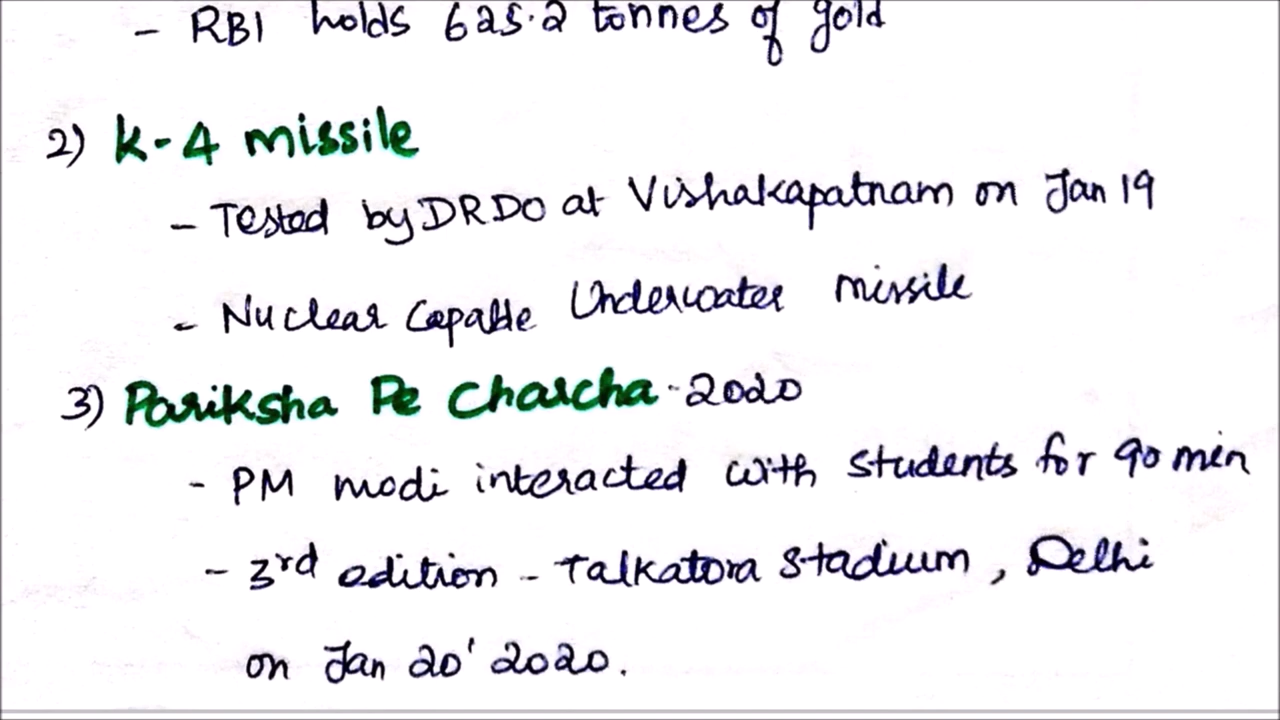 - RBI holds 625.2 tonnes of gold
2) K-4 missile
- Tested by DRDO at Vishakapatnam on Jan 19
- Nuclear Capable Underwater missile
3) Pariksha Pe Charcha - 2020
- PM modi interacted with students for 90 min
- 3rd edition - Talkatora Stadium, Delhi
on Jan 20' 2020.